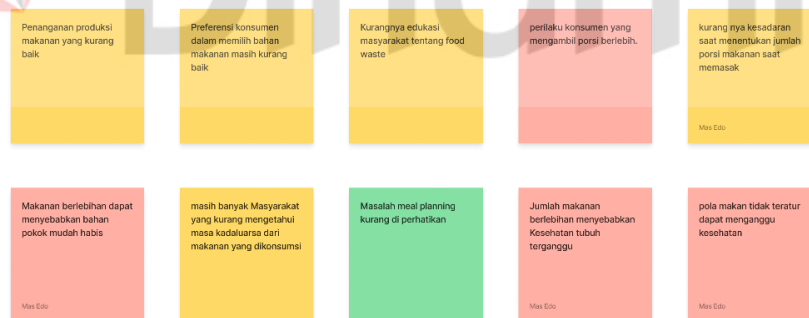 Penanganan produksi
makanan yang kurang
baik
Preferensi konsumen
dalam memilih bahan
makanan masih kurang
baik
Kurangnya edukasi
masyarakat tentang food
waste
perilaku konsumen yang
mengambil porsi berlebih.
kurang nya kesadaran
saat menentukan jumlah
porsi makanan saat
memasak
Mas Edo
Makanan berlebihan dapat
menyebabkan bahan
pokok mudah habis
Mas Edo
masih banyak Masyarakat
yang kurang mengetahui
masa kadaluarsa dari
makanan yang dikonsumsi
Masalah meal planning
kurang di perhatikan
Jumlah makanan
berlebihan menyebabkan
Kesehatan tubuh
terganggu
Mas Edo
pola makan tidak teratur
dapat menganggu
kesehatan
Mas Edo